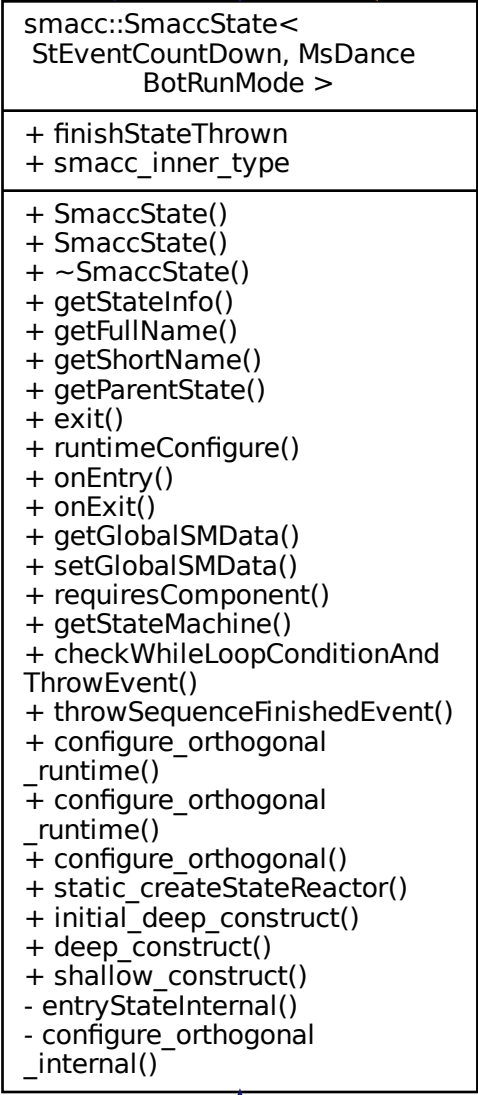 smacc::SmaccState<
StEventCountDown, MsDance
BotRunMode >
+ finishStateThrown
+ smacc_inner_type
+ SmaccState()
+ SmaccState()
+ ~SmaccState()
+ getStateInfo()
+ getFullName()
+ getShortName()
+ getParentState()
+ exit()
+ runtimeConfigure()
+ onEntry()
+ onExit()
+ getGlobalSMData()
+ setGlobalSMData()
+ requiresComponent()
+ getStateMachine()
+ checkWhileLoopConditionAnd
ThrowEvent()
+ throwSequenceFinishedEvent()
+ configure_orthogonal
_runtime()
+ configure_orthogonal
_runtime()
+ configure_orthogonal()
+ static_createStateReactor()
+ initial_deep_construct()
+ deep_construct()
+ shallow_construct()
- entryStateInternal()
- configure_orthogonal
_internal()